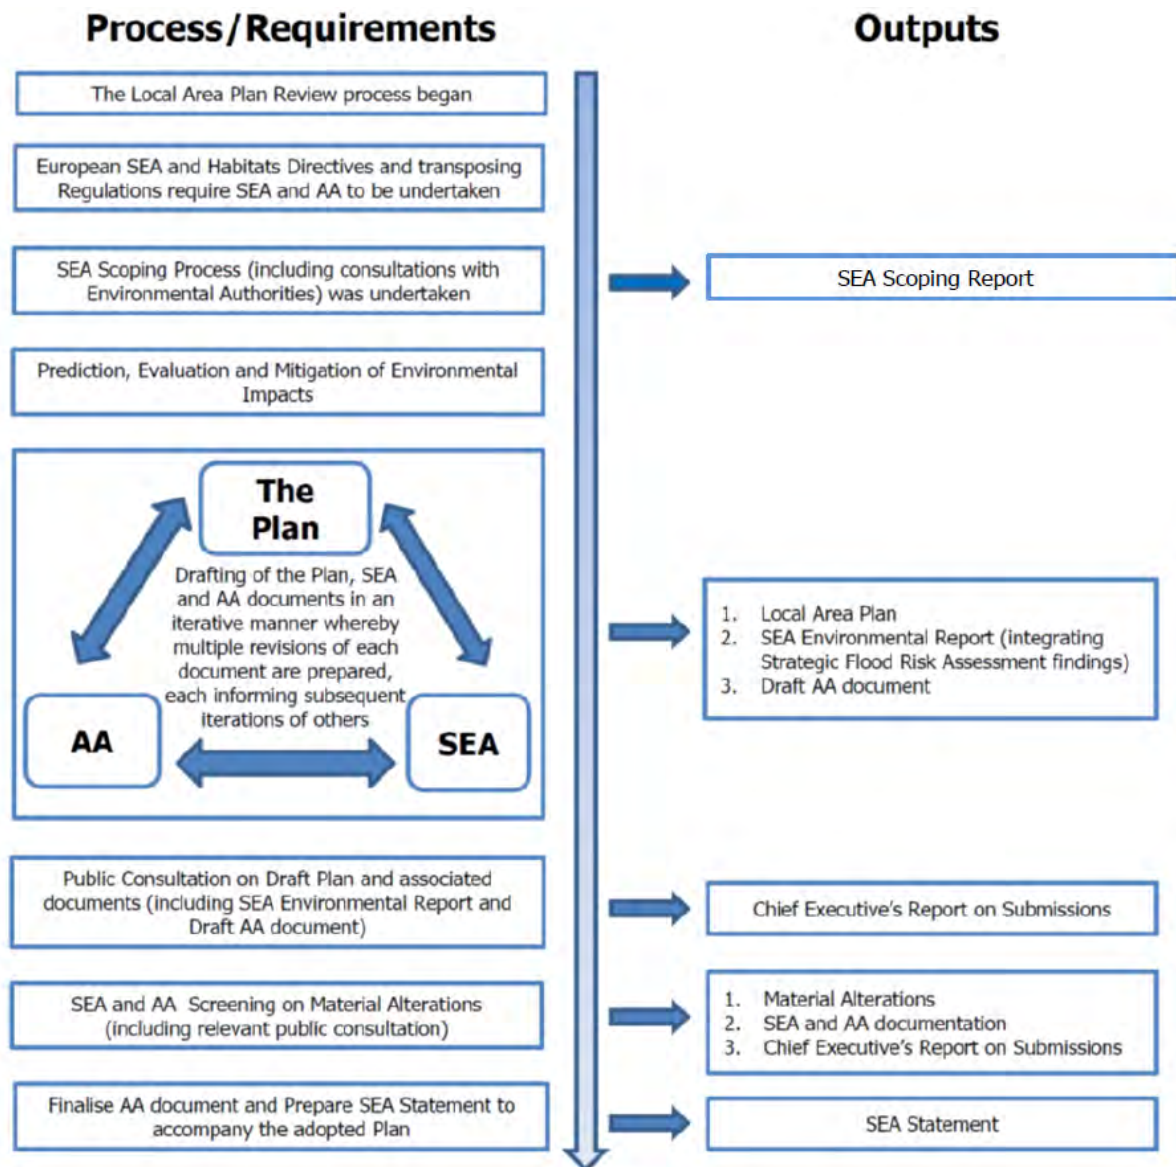 Process/Requirements
Outputs
The Local Area Plan Review process began
European SEA and Habitats Directives and transposing
Regulations require SEA and AA to be undertaken
SEA Scoping Process (including consultations with
Environmental Authorities) was undertaken
SEA Scoping Report
Prediction, Evaluation and Mitigation of Environmental
Impacts
The
Plan
Drafting of the Plan, SEA
and AA documents in an
iterative manner whereby
multiple revisions of each
document are prepared,
each informing subsequent
iterations of others
AA
SEA
1. Local Area Plan
2. SEA Environmental Report (integrating
Strategic Flood Risk Assessment findings)
3. Draft AA document
Public Consultation on Draft Plan and associated
documents (including SEA Environmental Report and
Draft AA document)
Chief Executive's Report on Submissions
SEA and AA Screening on Material Alterations
(including relevant public consultation)
1. Material Alterations
2. SEA and AA documentation
3. Chief Executive's Report on Submissions
Finalise AA document and Prepare SEA Statement to
accompany the adopted Plan
SEA Statement